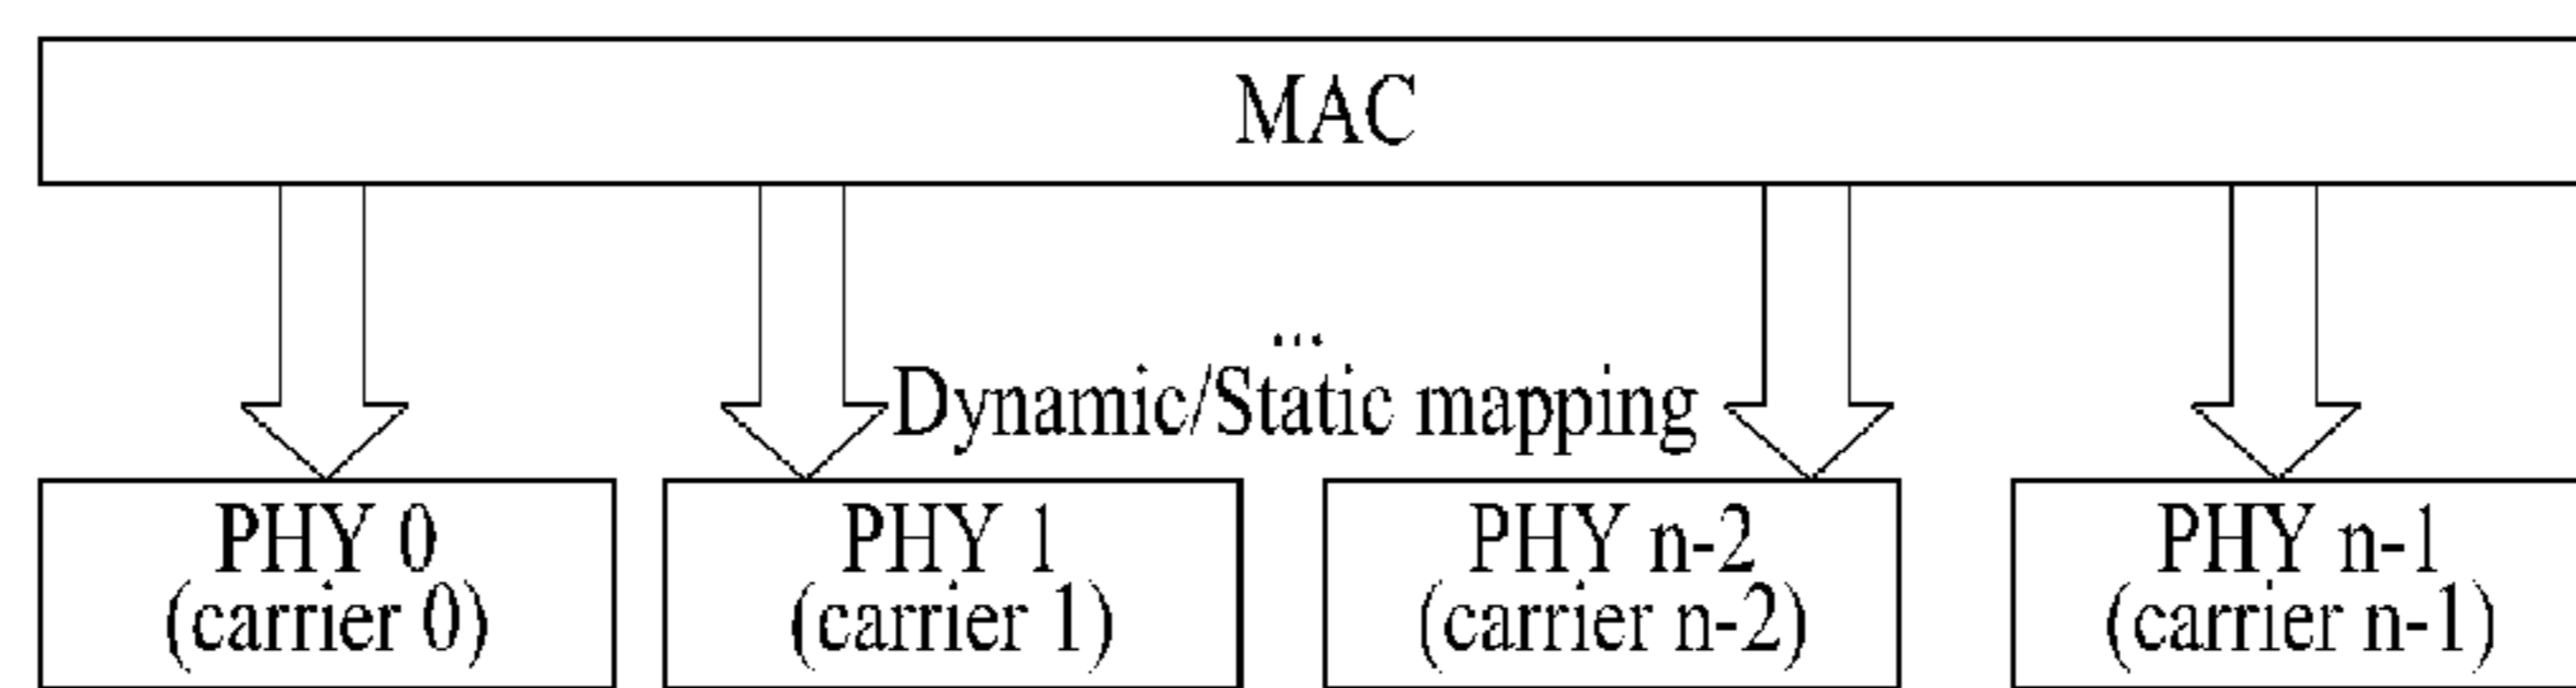 MAC
...
Dynamic/Static mapping
PHY 0
(carrier 0)
PHY 1
(carrier 1)
PHY n-2
(carrier n-2)
PHY n-1
(carrier n-1)